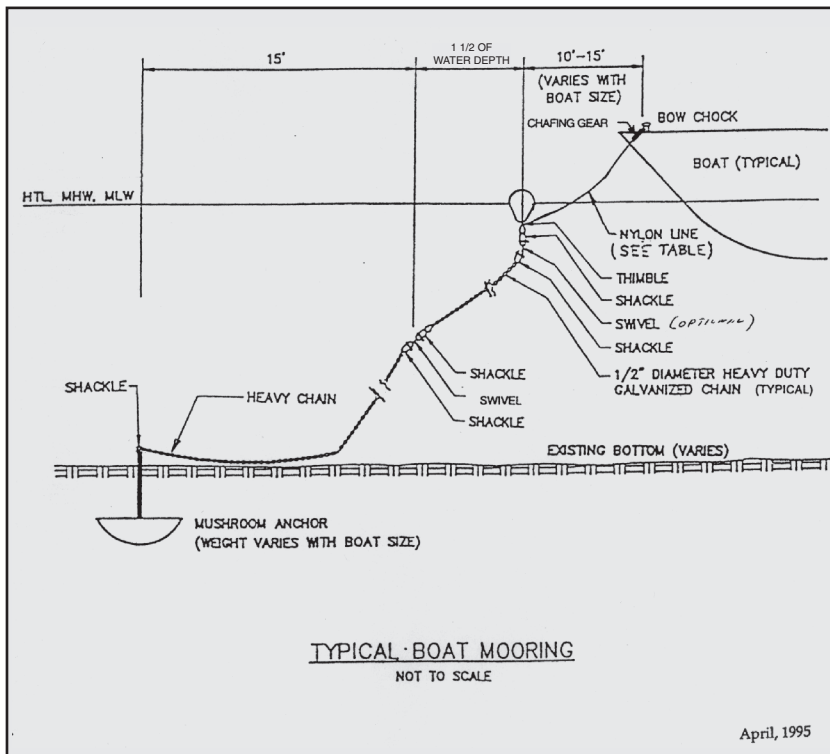 15'
1 1/2 OF
WATER DEPTH
10'-15'
(VARIES WITH
BOAT SIZE)
CHAFING GEAR
BOW CHOCK
BOAT (TYPICAL)
HTL, MHW, MLW
NYLON LINE
(SEE TABLE)
THIMBLE
SHACKLE
SWIVEL (OPTIONAL)
SHACKLE
1/2" DIAMETER HEAVY DUTY
GALVANIZED CHAIN (TYPICAL)
SHACKLE
SWIVEL
SHACKLE
SHACKLE
HEAVY CHAIN
EXISTING BOTTOM (VARIES)
MUSHROOM ANCHOR
(WEIGHT VARIES WITH BOAT SIZE)
TYPICAL BOAT MOORING
NOT TO SCALE
April, 1995